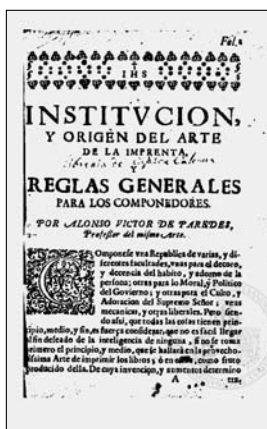 Fol. 1
IHS
INSTITVCION,
Y ORIGEN DEL ARTE
DE LA IMPRENTA,
Y
REGLAS GENERALES
PARA LOS COMPONEDORES.
POR ALONSO VICTOR DE PAREDES,
Professor del mismo Arte.
COmponese vna Republica de varias, y di-
ferentes facultades, vnas para el decoro,
y decencia del habito, y adorno de la
persona; otras para lo Moral, y Politico
del Govierno; y otras para el Culto, y
Adoracion del Supremo Señor; vnas
mecanicas, y otras liberales. Pero sien-
do assi, que todas las cosas tienen prin-
cipio, medio, y fin, es fuerça confessar, que no es facil llegar
al fin deseado de la inteligencia de ninguna, si no se toma
primero el principio, y medio, que se hallarà en la provecho-
sissima Arte de imprimir los libros; ò en este, como fruto
producido della. De cuya invencion, y aumentos determino
A